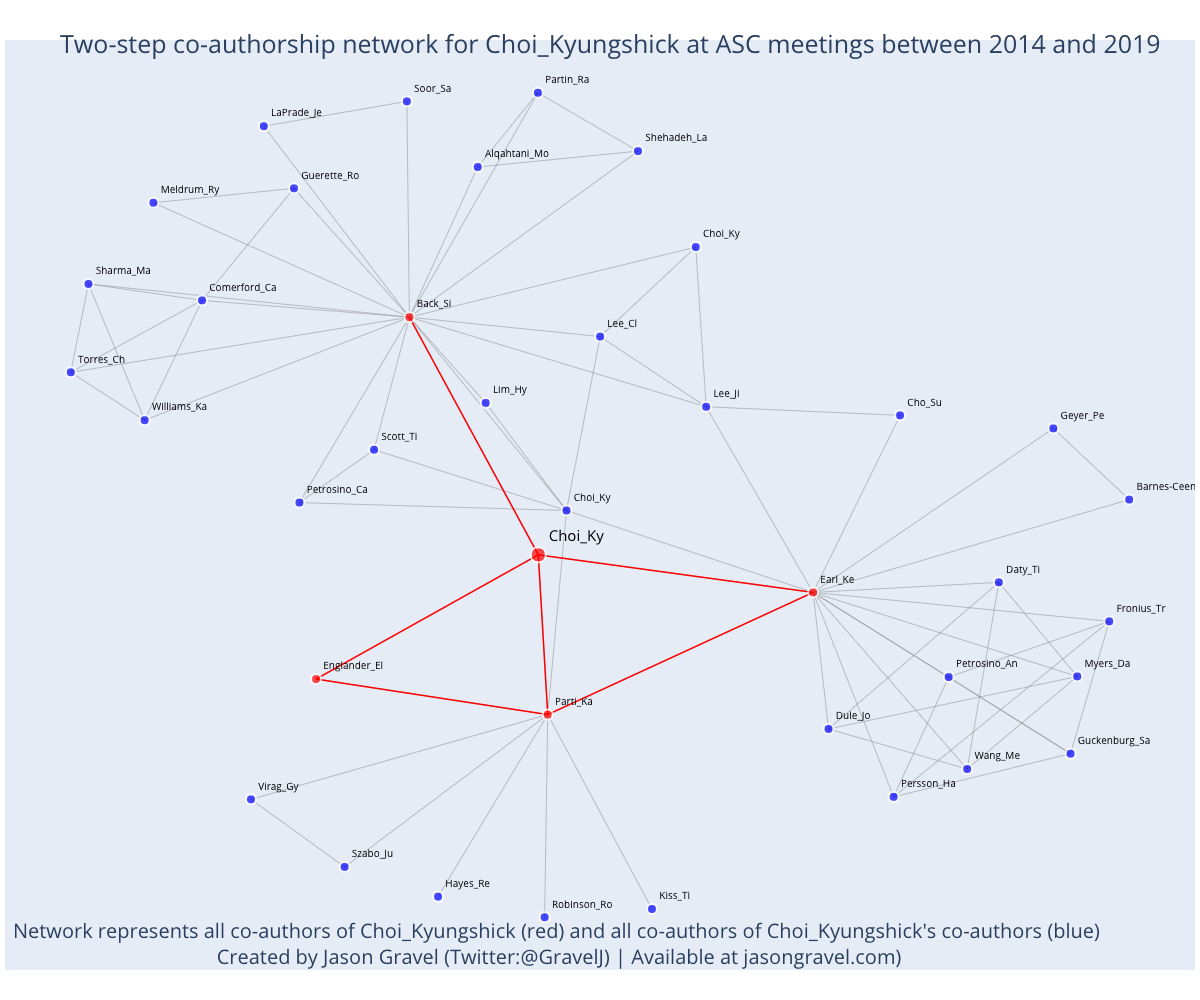 Two-step co-authorship network for Choi_Kyungshick at ASC meetings between 2014 and 2019
Partin_Ra
Soor_Sa
LaPrade_Je
Shehadeh_La
Alqahtani_Mo
Guerette_Ro
Meldrum_Ry
Choi_Ky
Sharma_Ma
Comerford_Ca
Back_Si
Lee_Cl
Torres_Ch
Lim_Hy
Lee_Ji
Cho_Su
Williams_Ka
Geyer_Pe
Scott_Ti
Petrosino_Ca
Barnes-Ceen
Choi_Ky
Choi_Ky
Earl_Ke
Daty_Ti
Fronius_Tr
Englander_El
Petrosino_An
Myers_Da
Parti_Ka
Dule_Jo
Guckenburg_Sa
Wang_Me
Virag_Gy
Persson_Ha
Szabo_Ju
Hayes_Re
Kiss_Ti
Robinson_Ro
Network represents all co-authors of Choi_Kyungshick (red) and all co-authors of Choi_Kyungshick's co-authors (blue)
Created by Jason Gravel (Twitter:@GravelJ) | Available at jasongravel.com)